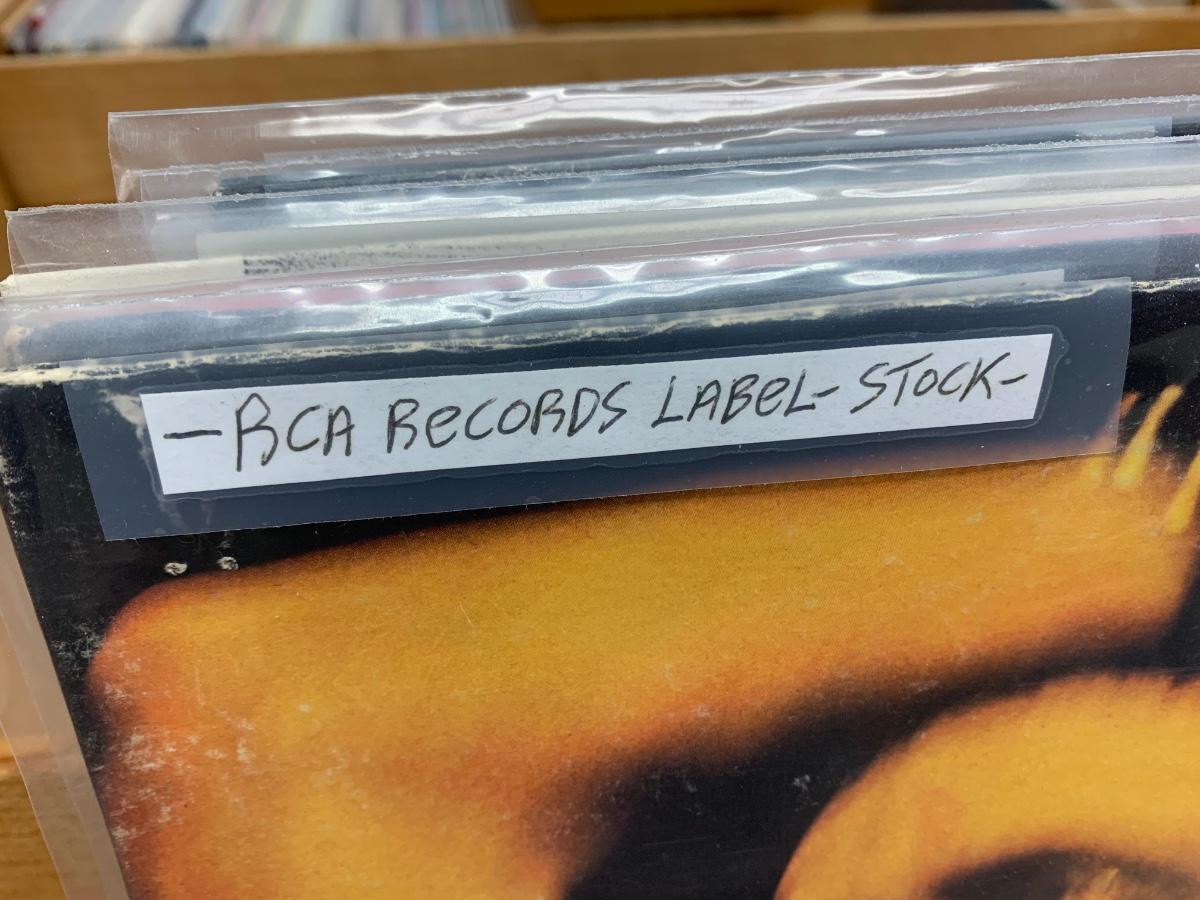 -RCA RECORDS LABEL- STOCK-